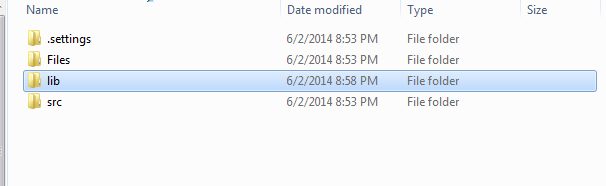 Name Date modified Type Size
.settings 6/2/2014 8:53 PM File folder
Files 6/2/2014 8:53 PM File folder
lib 6/2/2014 8:58 PM File folder
src 6/2/2014 8:53 PM File folder